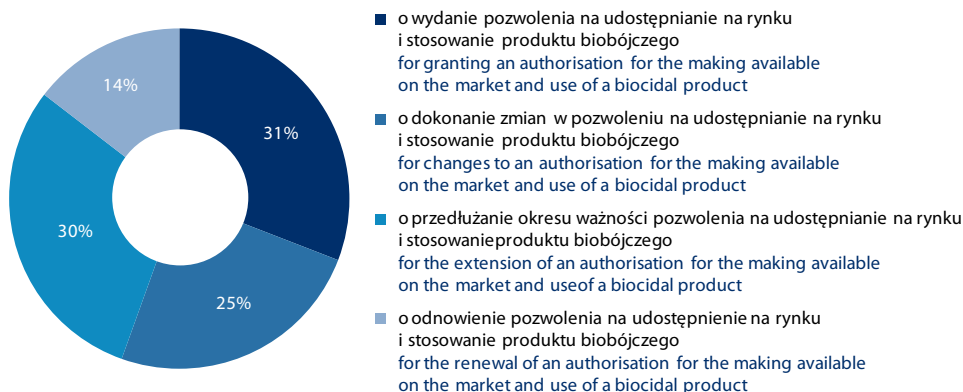 14%
31%
30%
25%
o wydanie pozwolenia na udostępnianie na rynku
i stosowanie produktu biobójczego
for granting an authorisation for the making available
on the market and use of a biocidal product
o dokonanie zmian w pozwoleniu na udostępnianie na rynku
i stosowanie produktu biobójczego
for changes to an authorisation for the making available
on the market and use of a biocidal product
o przedłużanie okresu ważności pozwolenia na udostępnianie na rynku
i stosowanieproduktu biobójczego
for the extension of an authorisation for the making available
on the market and useof a biocidal product
o odnowienie pozwolenia na udostępnienie na rynku
i stosowanie produktu biobójczego
for the renewal of an authorisation for the making available
on the market and use of a biocidal product